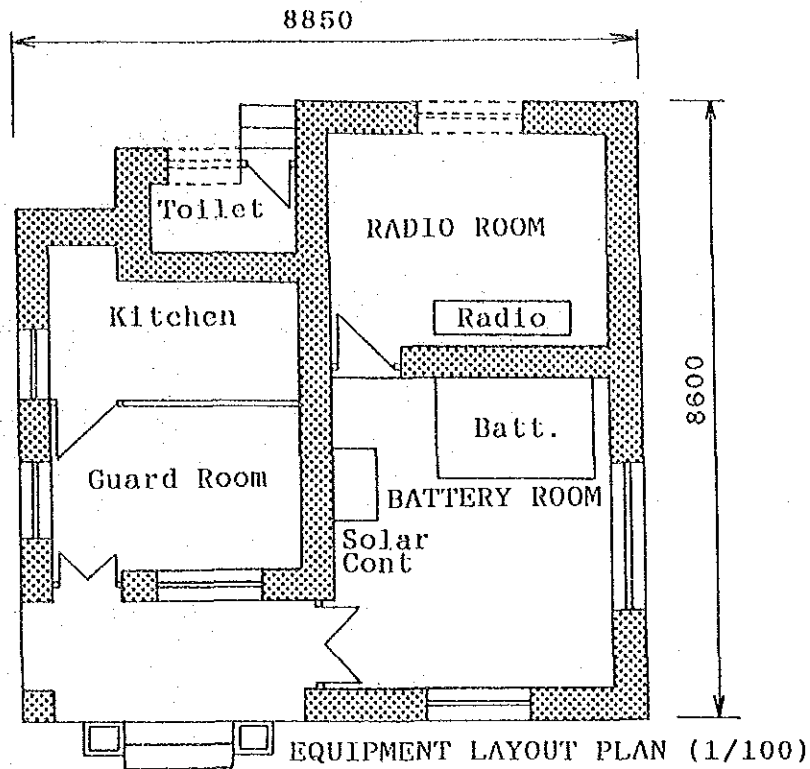 8850
Toilet
RADIO ROOM
Kitchen
Radio
8600
Batt.
Guard Room
BATTERY ROOM
Solar
Cont
EQUIPMENT LAYOUT PLAN (1/100)